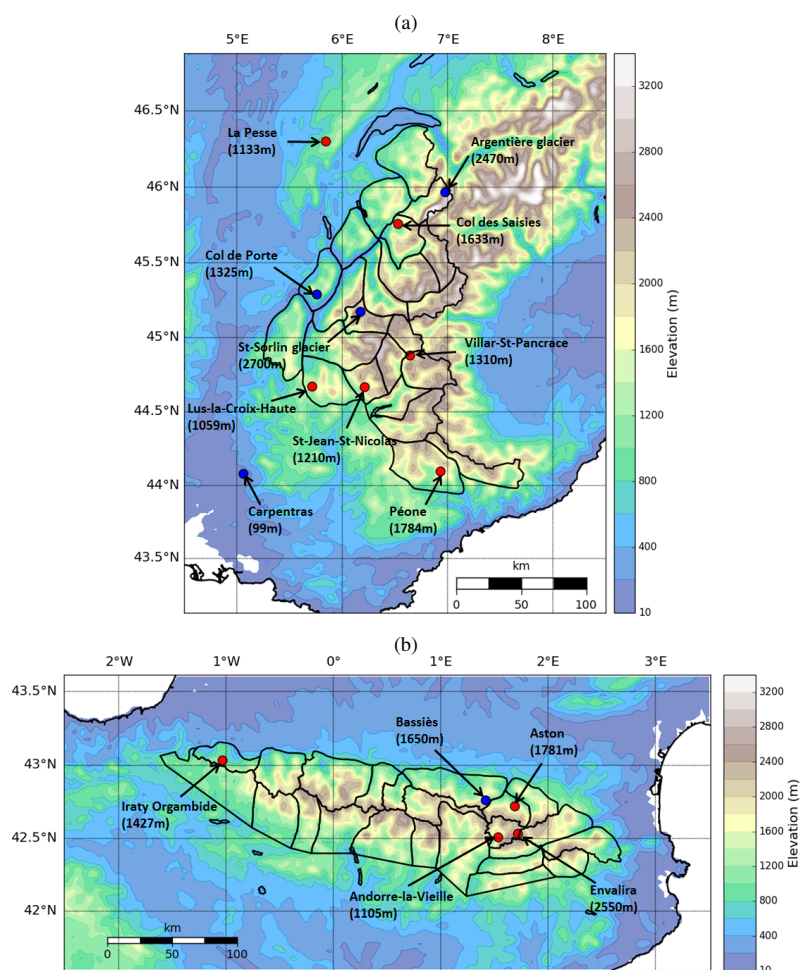 (a)
5°E 6°E 7°E 8°E
46.5°N
46°N
45.5°N
45°N
44.5°N
44°N
43.5°N
La Pesse
(1133m)
Argentière glacier
(2470m)
Col des Saisies
(1633m)
Col de Porte
(1325m)
St-Sorlin glacier
(2700m)
Villar-St-Pancrace
(1310m)
Lus-la-Croix-Haute
(1059m)
St-Jean-St-Nicolas
(1210m)
Carpentras
(99m)
Péone
(1784m)
km
0 50 100
3200
2800
2400
2000
1600
1200
800
400
10
Elevation (m)
(b)
2°W 1°W 0° 1°E 2°E 3°E
43.5°N
43°N
42.5°N
42°N
Bassiès
(1650m)
Aston
(1781m)
Iraty Orgambide
(1427m)
Andorre-la-Vieille
(1105m)
Envalira
(2550m)
km
0 50 100
3200
2800
2400
2000
1600
1200
800
400
10
Elevation (m)